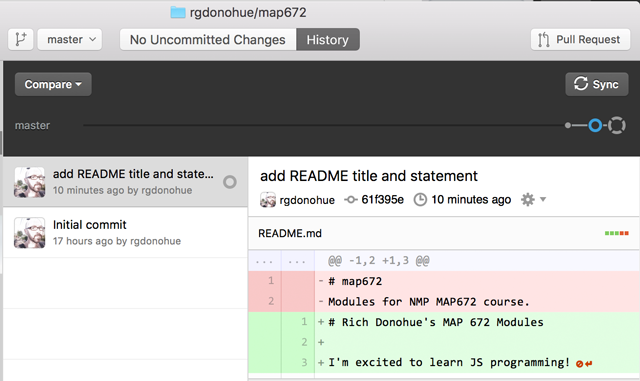 rgdonohue/map672
master
No Uncommitted Changes
History
Pull Request
Compare
Sync
master
add README title and state...
10 minutes ago by rgdonohue
Initial commit
17 hours ago by rgdonohue
add README title and statement
rgdonohue 61f395e 10 minutes ago
README.md
... ... @@ -1,2 +1,3 @@
1 -# map672
2 -Modules for NMP MAP672 course.
1 +# Rich Donohue's MAP 672 Modules
2 +
3 +I'm excited to learn JS programming!